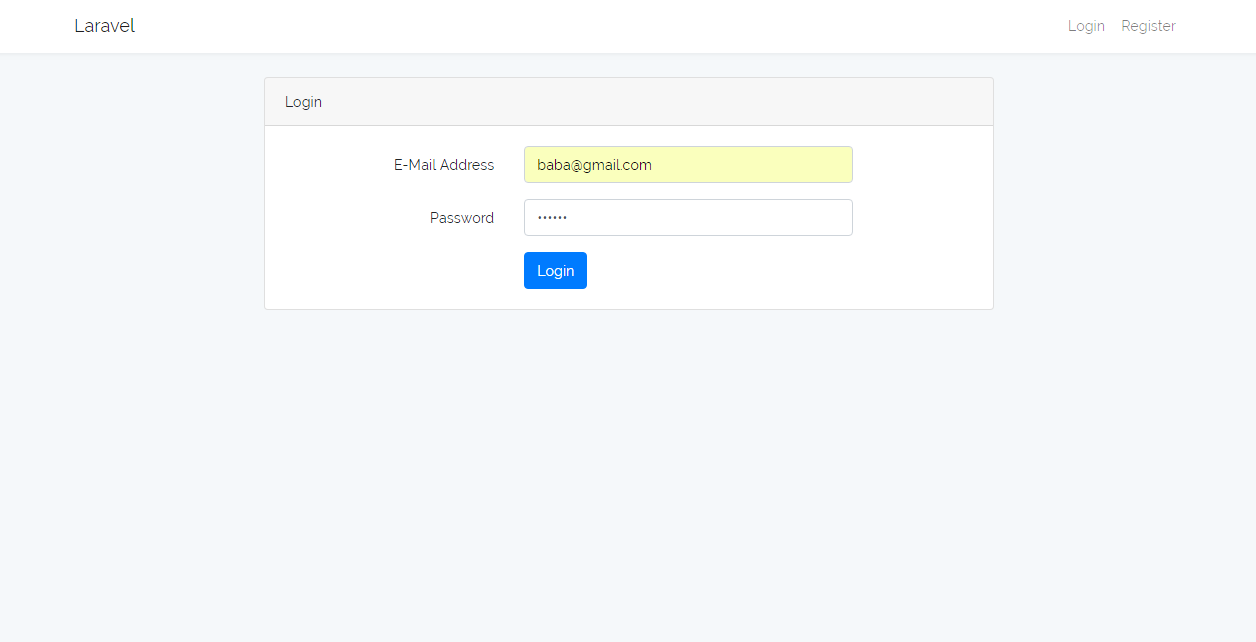 Laravel
Login Register
Login
E-Mail Address baba@gmail.com
Password ••••••
Login